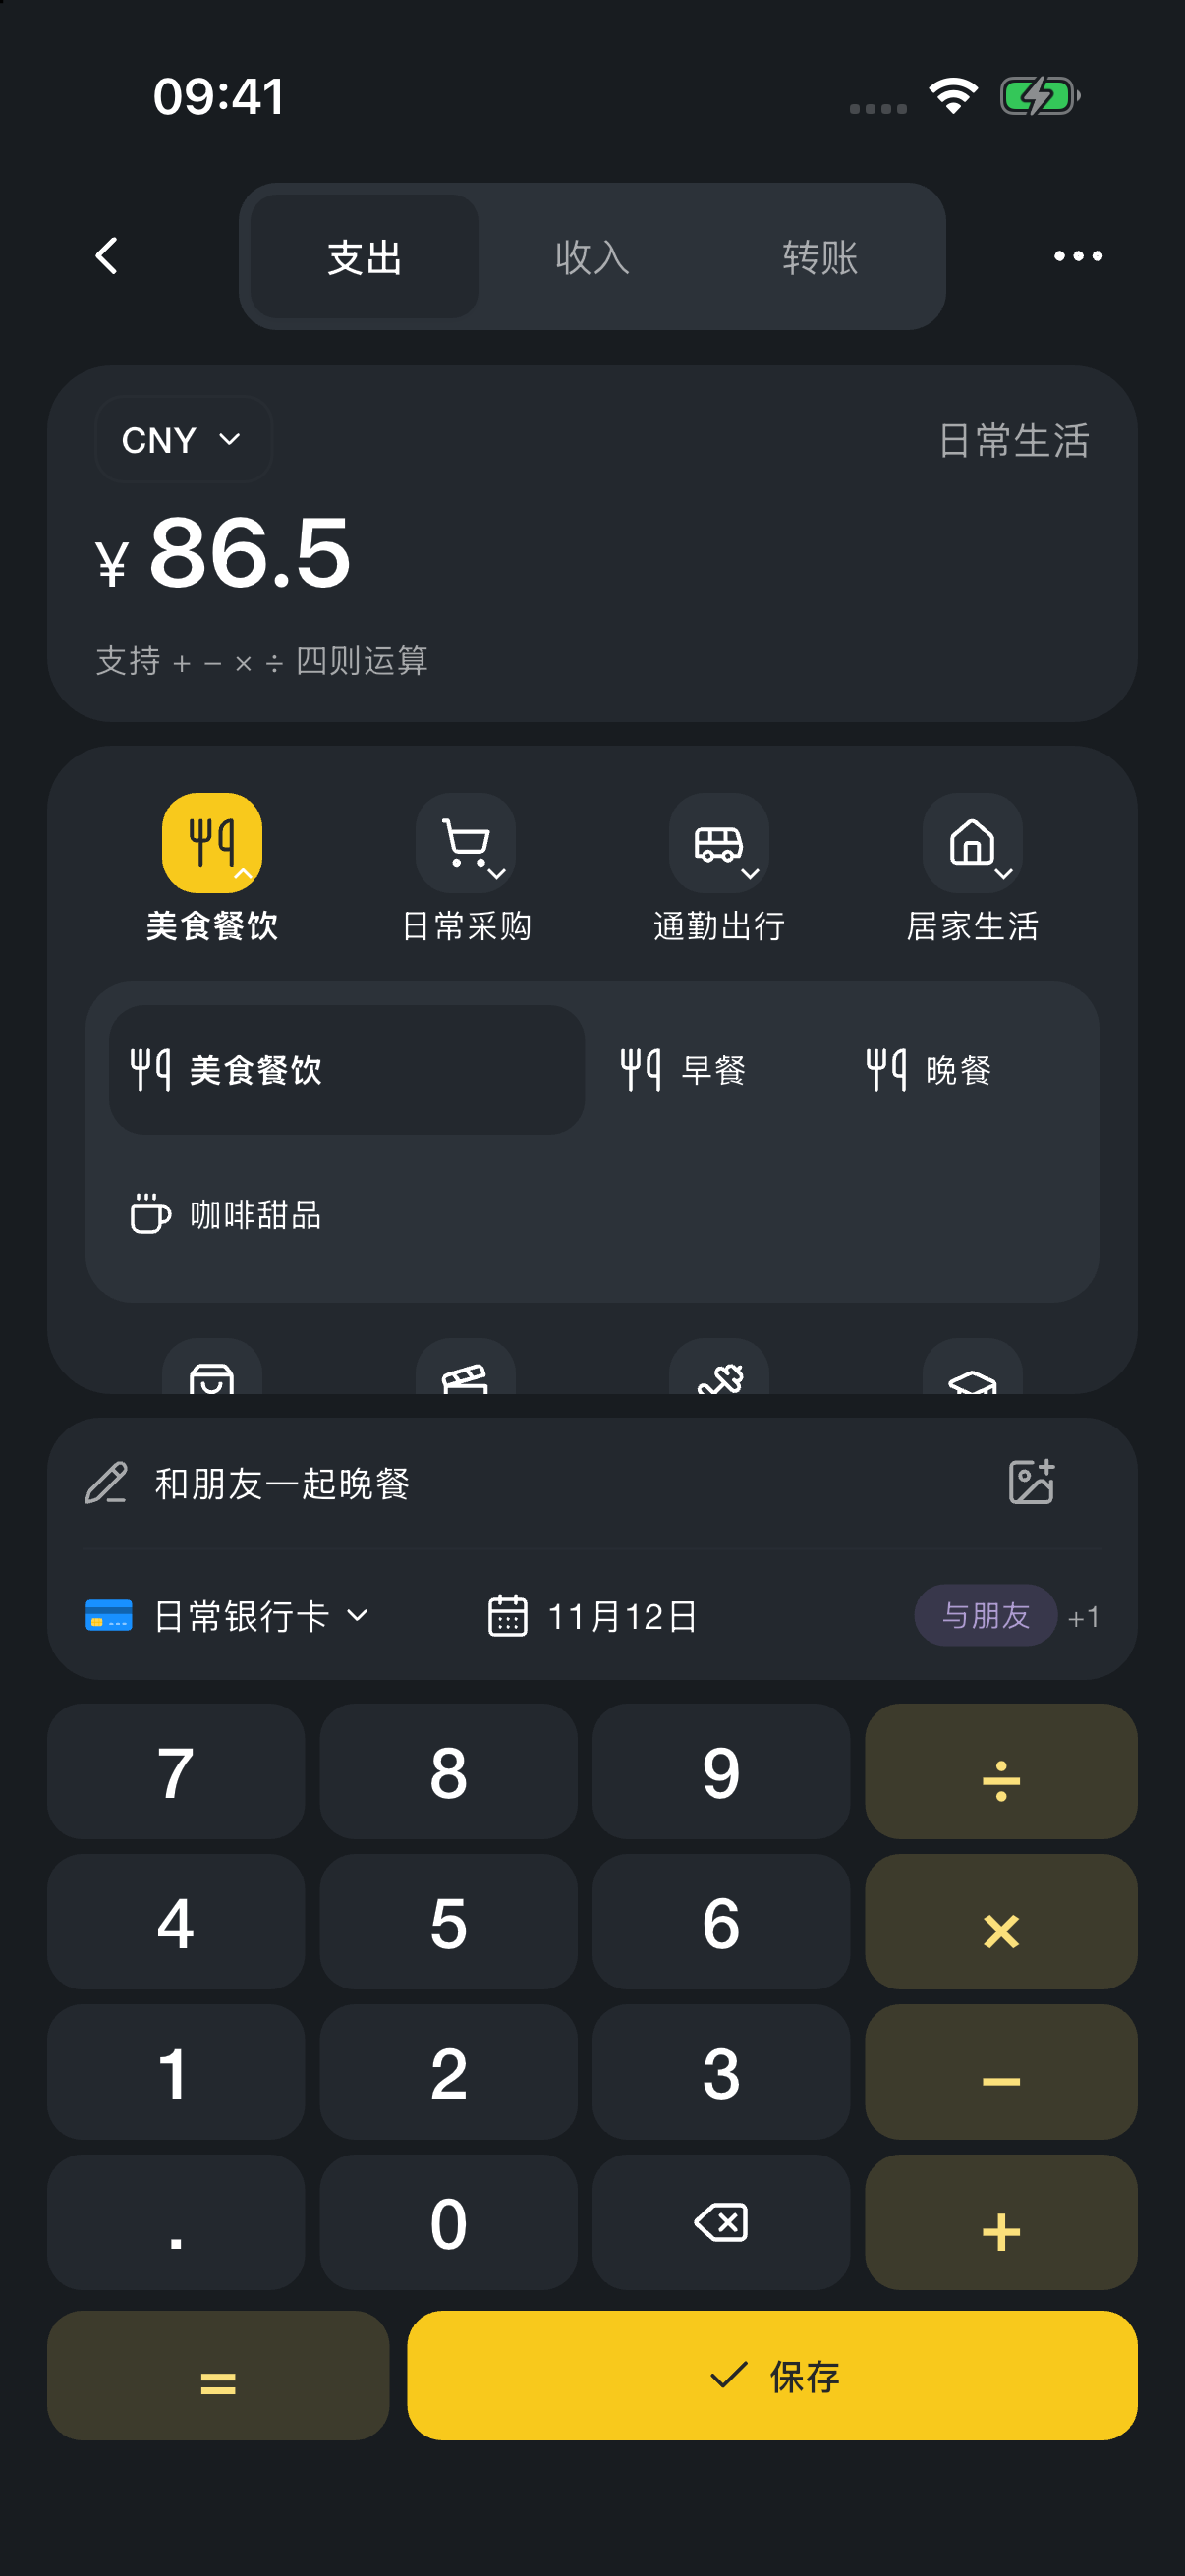 09:41
支出 收入 转账
CNY 日常生活
¥ 86.5
支持 + − × ÷ 四则运算
美食餐饮 日常采购 通勤出行 居家生活
美食餐饮 早餐 晚餐
咖啡甜品
和朋友一起晚餐
日常银行卡 11月12日 与朋友 +1
7 8 9 ÷
4 5 6 ×
1 2 3 −
. 0 +
= 保存